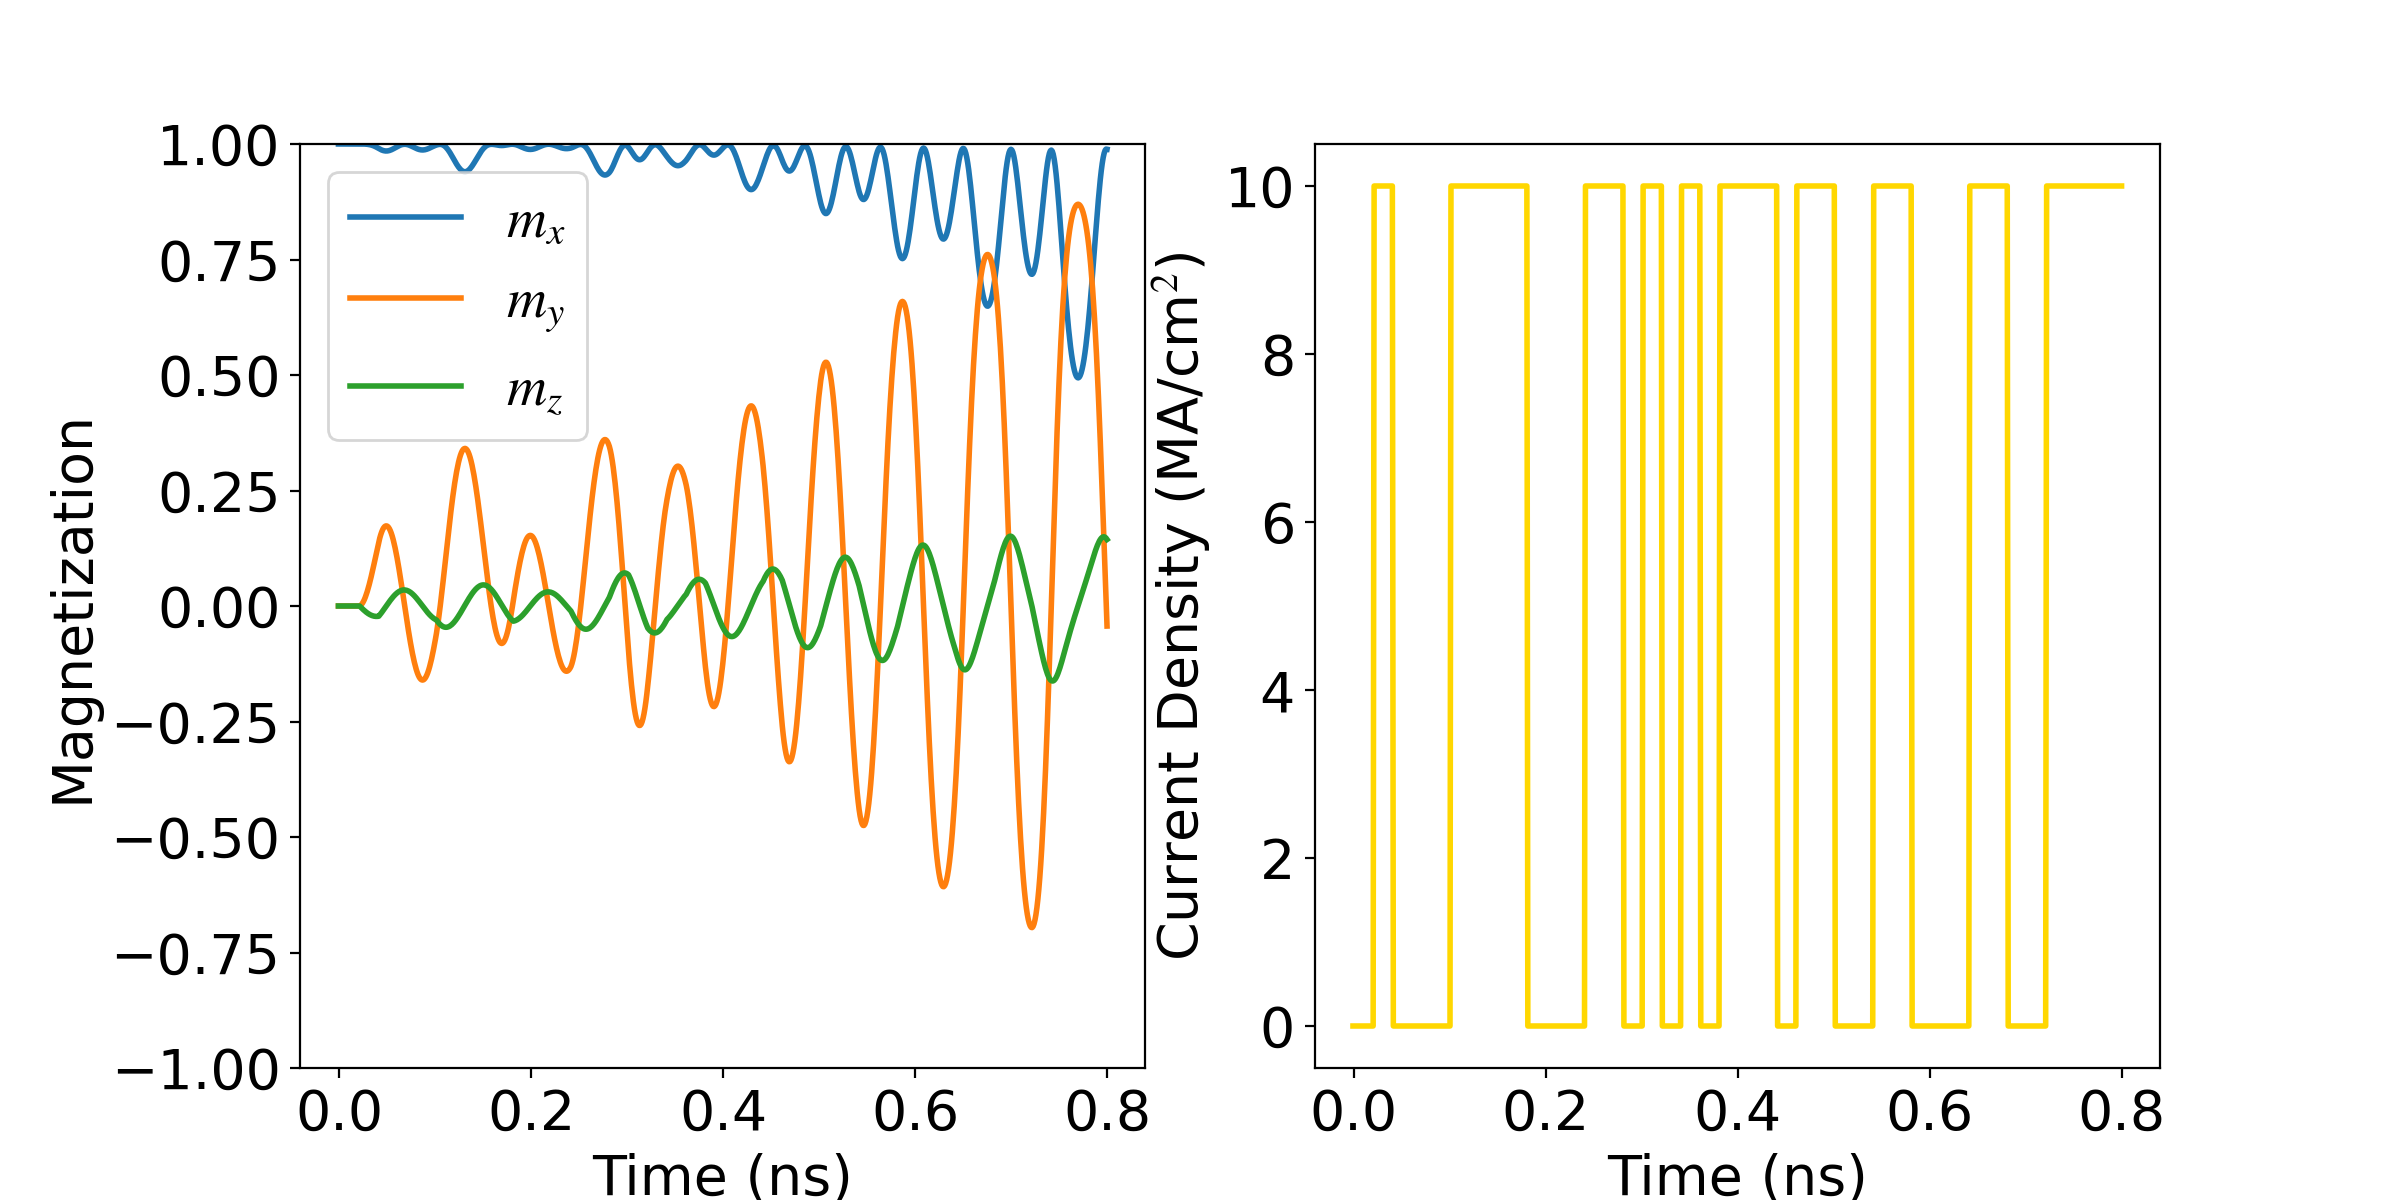 Magnetization
1.00
0.75
0.50
0.25
0.00
−0.25
−0.50
−0.75
−1.00
m_x
m_y
m_z
0.0 0.2 0.4 0.6 0.8
Time (ns)
Current Density (MA/cm²)
10
8
6
4
2
0
0.0 0.2 0.4 0.6 0.8
Time (ns)